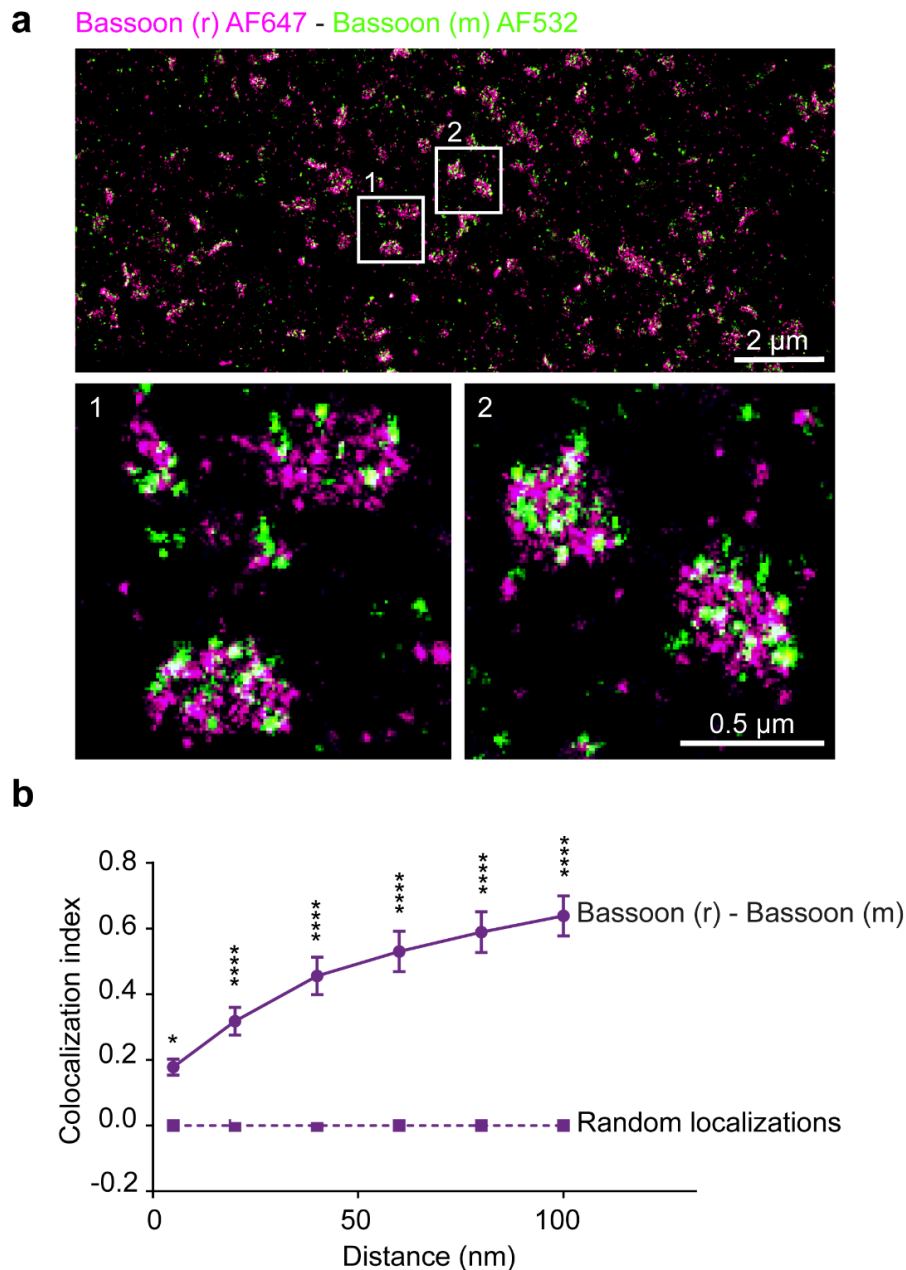 a Bassoon (r) AF647 - Bassoon (m) AF532
2
1
2 µm
1
2
0.5 µm
b
Colocalization index
0.8
0.6
0.4
0.2
0.0
-0.2
* **** **** **** **** ****
Bassoon (r) - Bassoon (m)
Random localizations
0 50 100
Distance (nm)